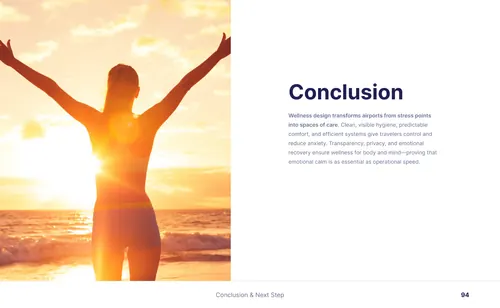 Conclusion
Wellness design transforms airports from stress points
into spaces of care. Clean, visible hygiene, predictable
comfort, and efficient systems give travelers control and
reduce anxiety. Transparency, privacy, and emotional
recovery ensure wellness for body and mind—proving that
emotional calm is as essential as operational speed.
Conclusion & Next Step
94